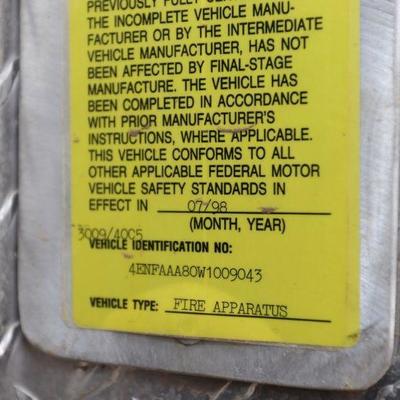 PREVIOUSLY FULLY
THE INCOMPLETE VEHICLE MANU-
FACTURER OR BY THE INTERMEDIATE
VEHICLE MANUFACTURER, HAS NOT
BEEN AFFECTED BY FINAL-STAGE
MANUFACTURE. THE VEHICLE HAS
BEEN COMPLETED IN ACCORDANCE
WITH PRIOR MANUFACTURER'S
INSTRUCTIONS, WHERE APPLICABLE.
THIS VEHICLE CONFORMS TO ALL
OTHER APPLICABLE FEDERAL MOTOR
VEHICLE SAFETY STANDARDS IN
EFFECT IN 07/98
(MONTH, YEAR)
3009/4005
VEHICLE IDENTIFICATION NO:
4ENFAAA80W1009043
VEHICLE TYPE: FIRE APPARATUS